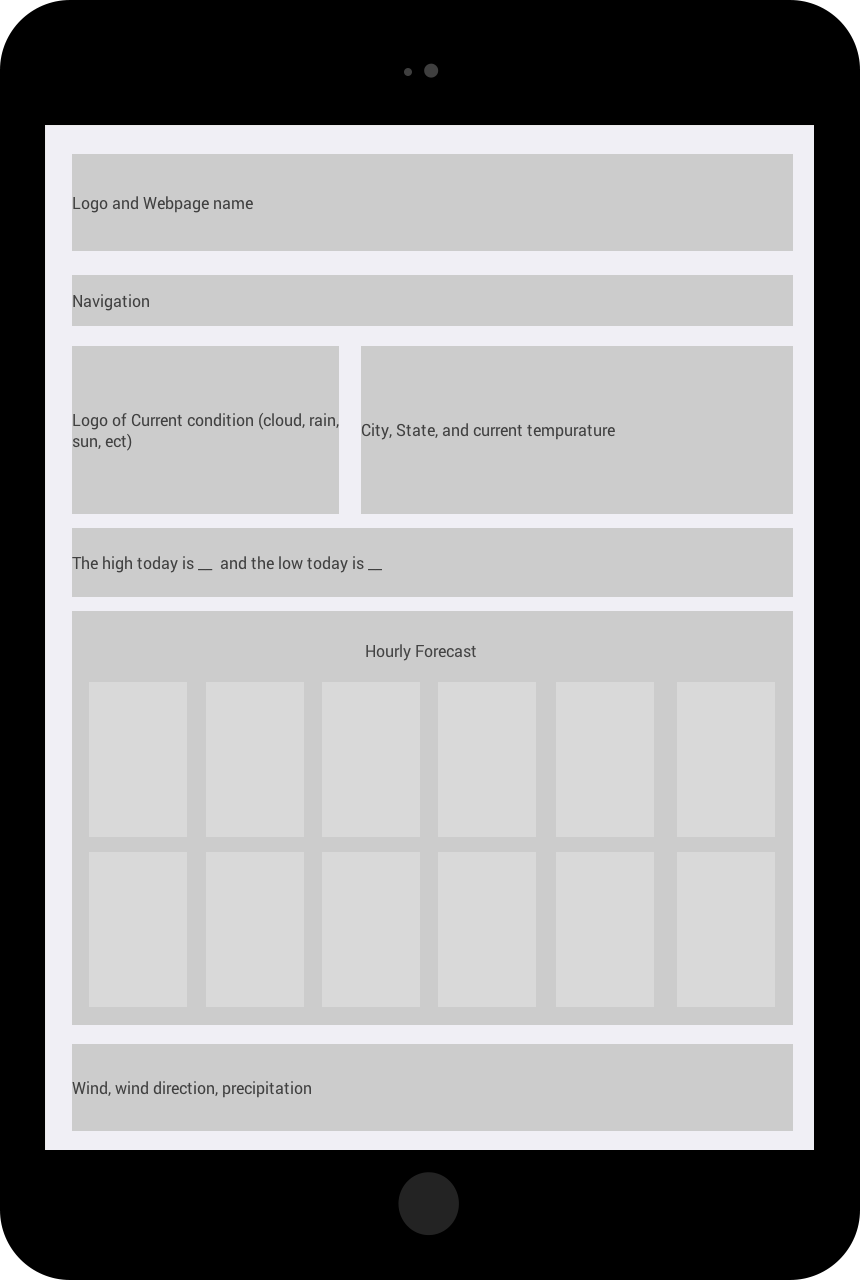 Logo and Webpage name
Navigation
Logo of Current condition (cloud, rain,
sun, ect)
City, State, and current tempurature
The high today is __  and the low today is __
Hourly Forecast
Wind, wind direction, precipitation